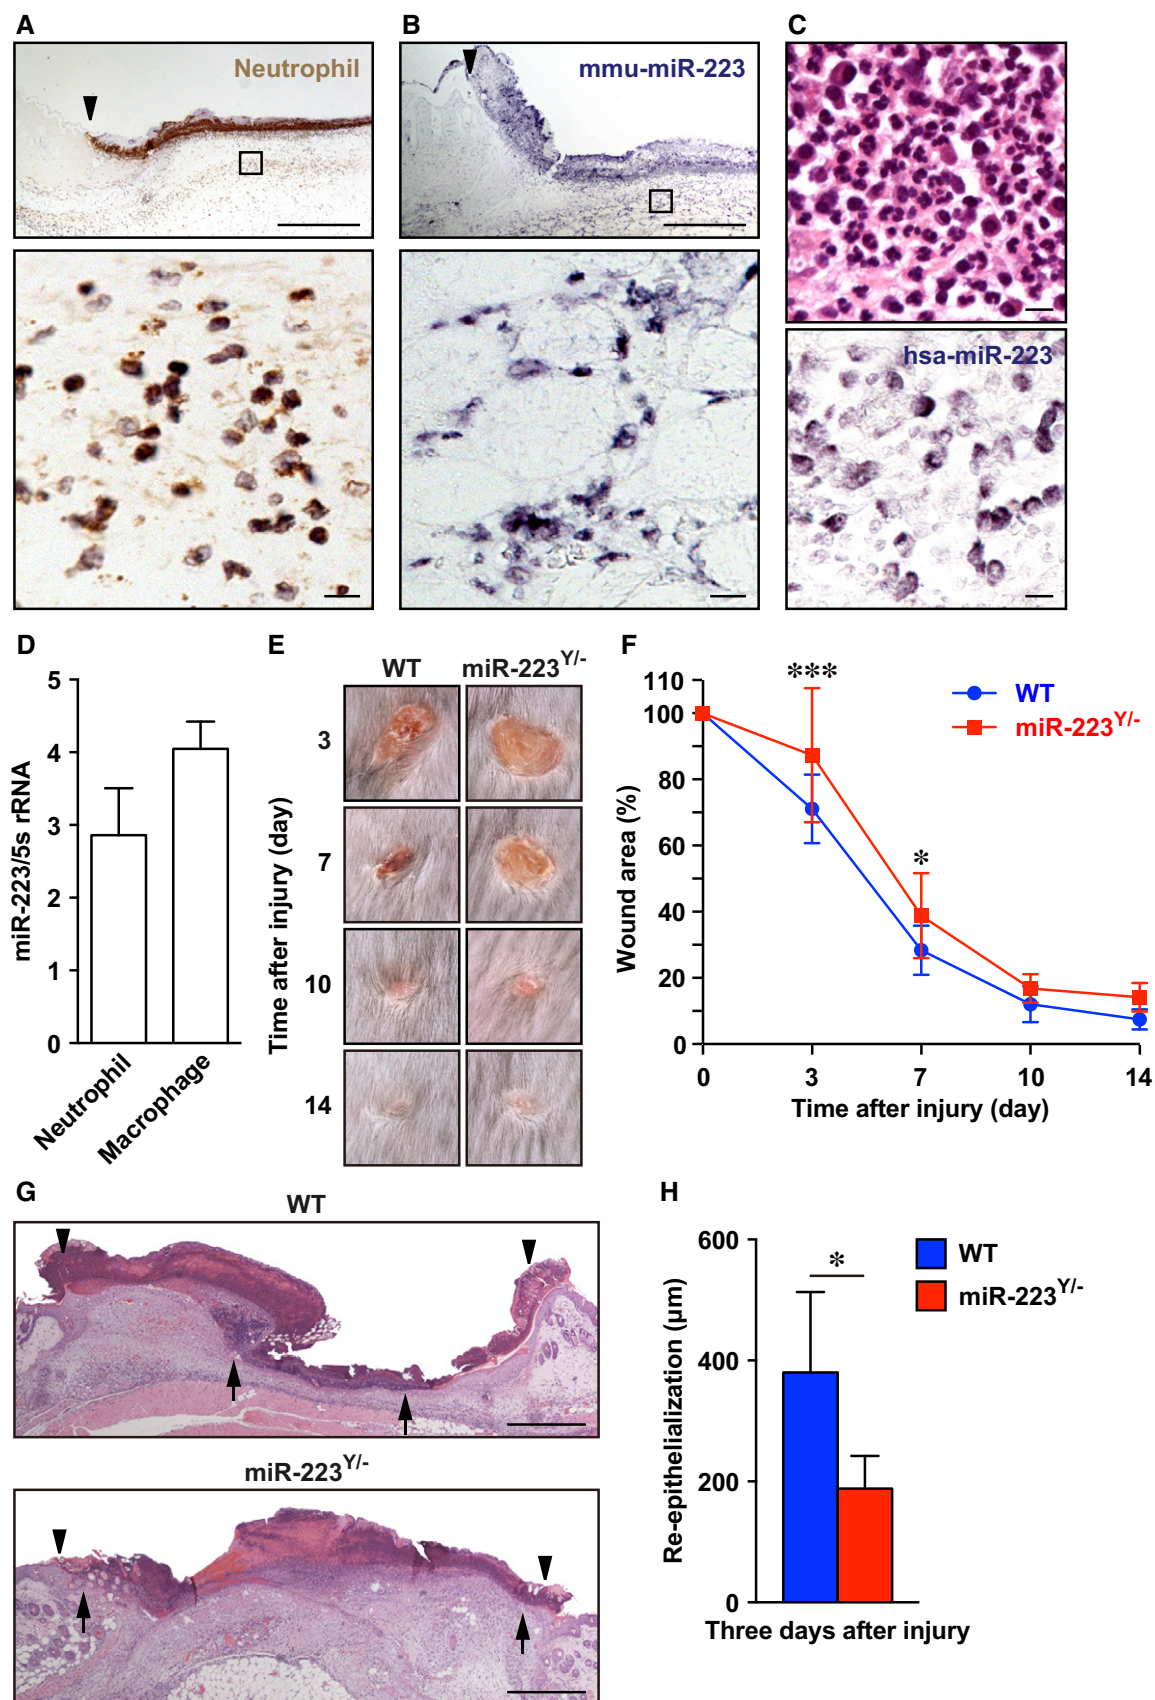 A
B
C
Neutrophil
mmu-miR-223
hsa-miR-223
D
miR-223/5s rRNA
5
4
3
2
1
0
Neutrophil
Macrophage
E
WT
miR-223Y/-
Time after injury (day)
3
7
10
14
F
Wound area (%)
110
100
80
60
40
20
0
***
*
WT
miR-223Y/-
0 3 7 10 14
Time after injury (day)
G
WT
miR-223Y/-
H
Re-epithelialization (µm)
600
400
200
0
*
WT
miR-223Y/-
Three days after injury